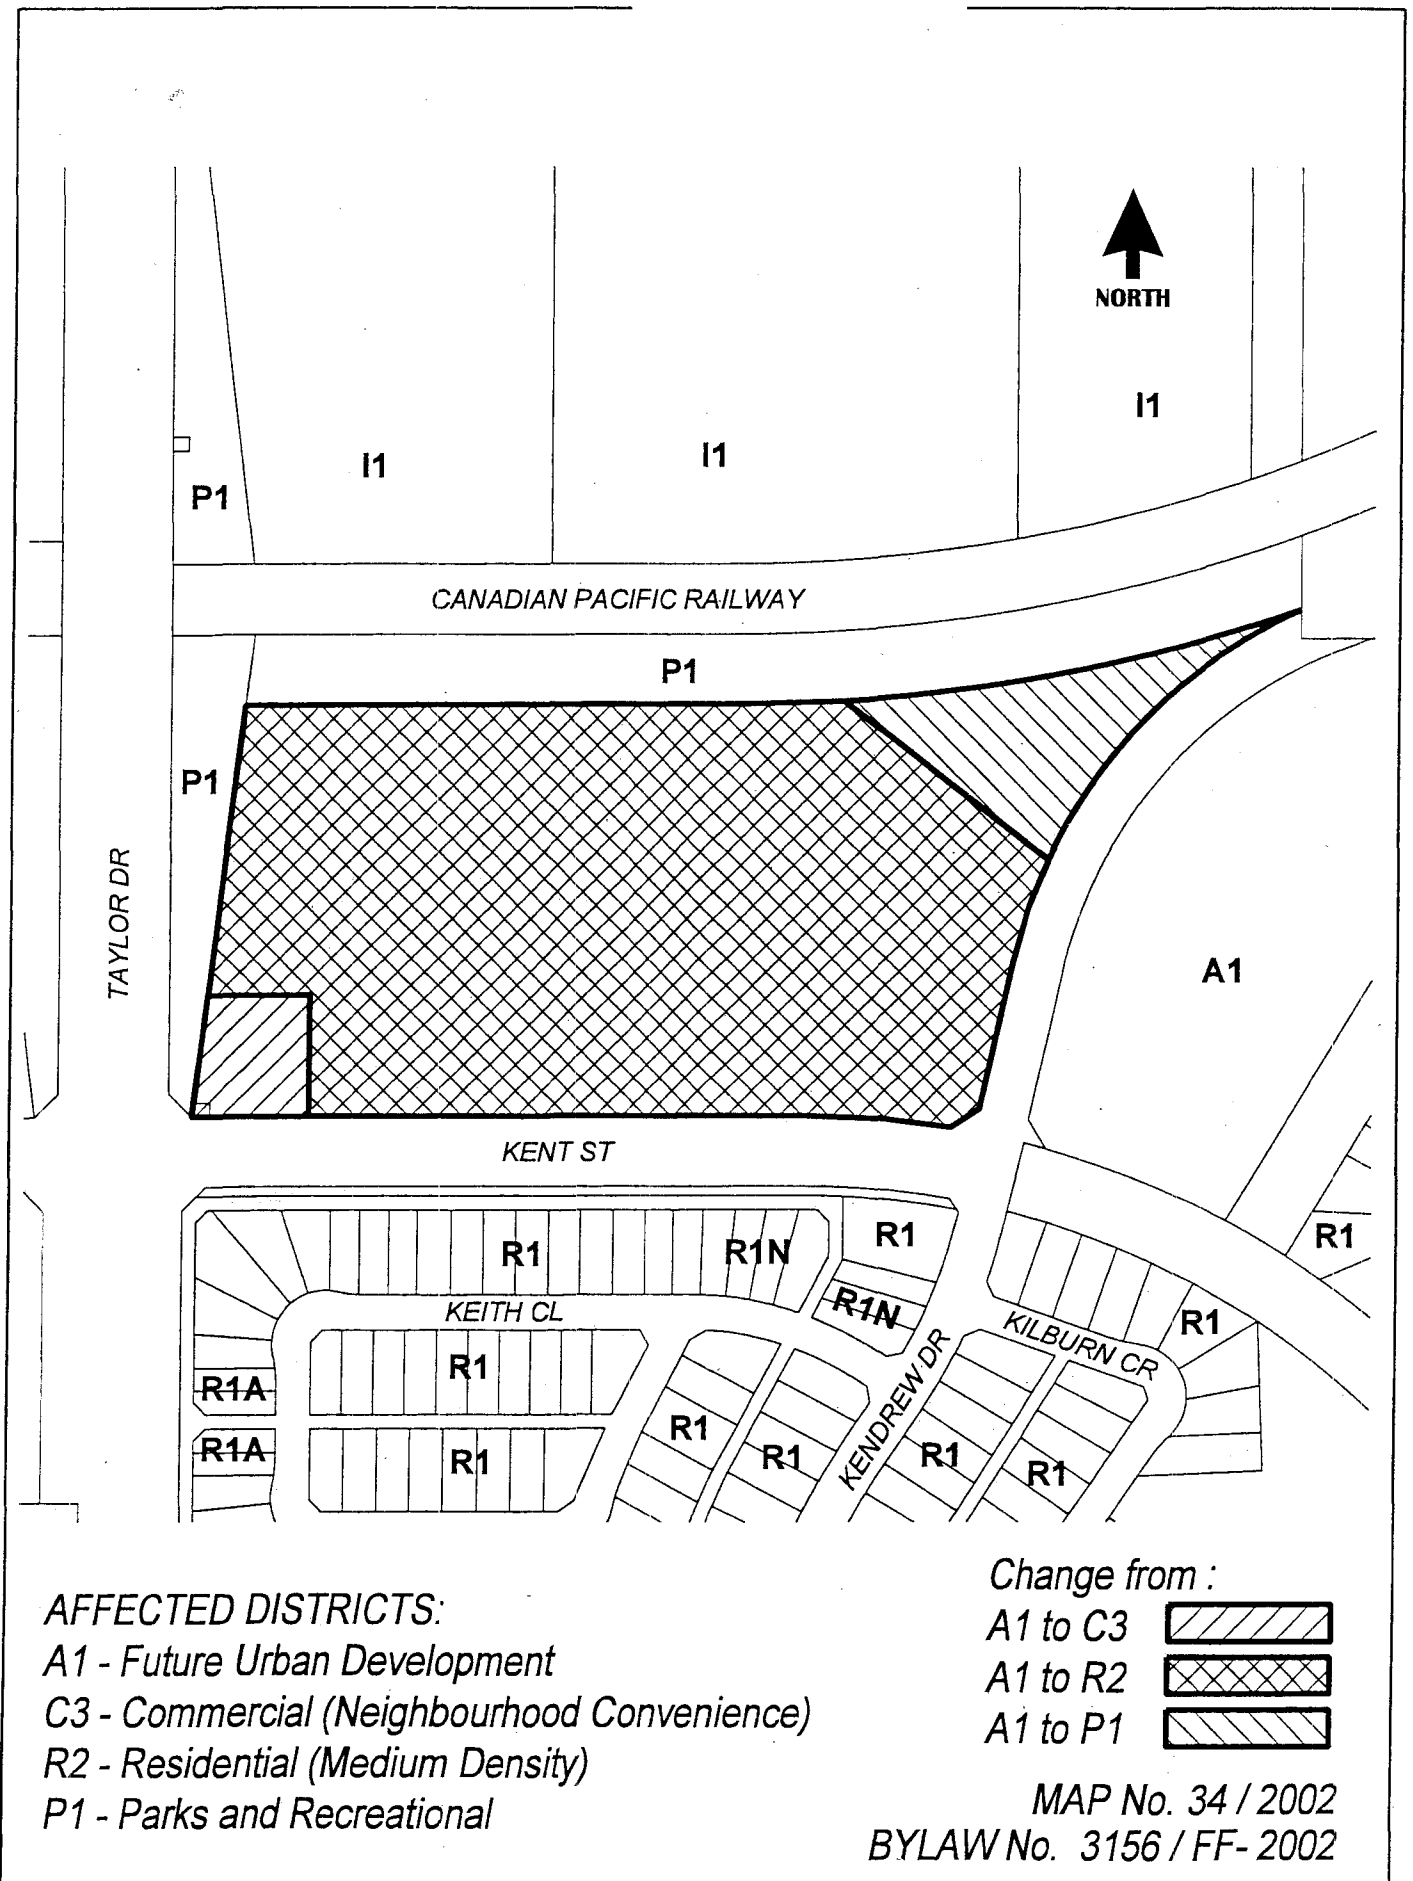 NORTH
I1
I1
I1
P1
CANADIAN PACIFIC RAILWAY
P1
P1
TAYLOR DR
A1
KENT ST
R1
R1N
R1
R1
KEITH CL
R1N
R1
KILBURN CR
R1
R1A
KENDREW DR
R1
R1
R1
R1
R1A
R1
AFFECTED DISTRICTS:
A1 - Future Urban Development
C3 - Commercial (Neighbourhood Convenience)
R2 - Residential (Medium Density)
P1 - Parks and Recreational
Change from :
A1 to C3
A1 to R2
A1 to P1
MAP No. 34 / 2002
BYLAW No. 3156 / FF- 2002